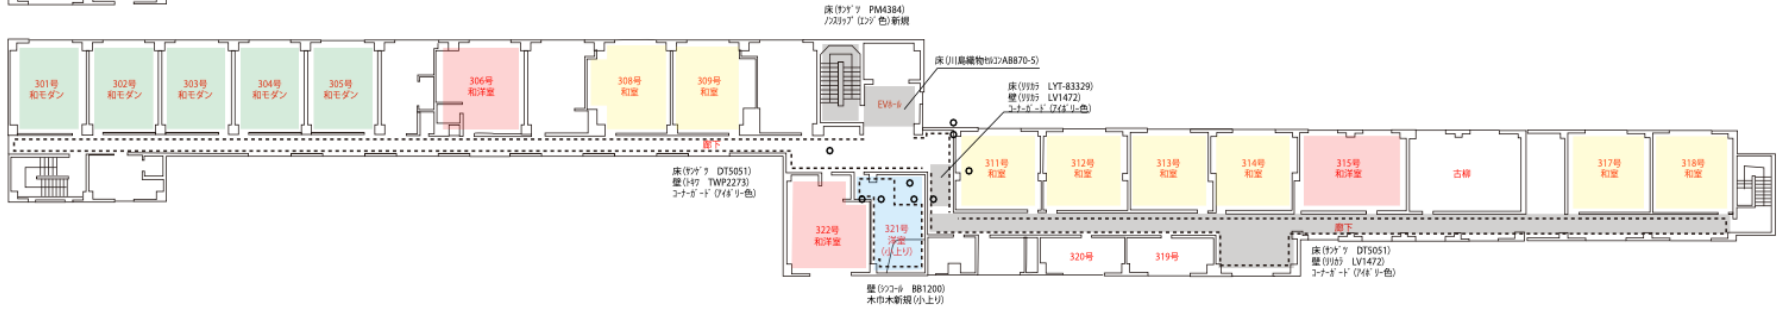 床(ｻﾝｹﾞﾂ PM4384)
ﾉﾝｽﾘｯﾌﾟ(ｴﾝｼﾞ色)新規
床(川島織物ｾﾙｺﾝAB870-5)
床(ﾘﾘｶﾗ LYT-83329)
壁(ﾘﾘｶﾗ LV1472)
ｺｰﾅｰｶﾞｰﾄﾞ(ｱｲﾎﾞﾘｰ色)
301号
和モダン
302号
和モダン
303号
和モダン
304号
和モダン
305号
和モダン
306号
和洋室
308号
和室
309号
和室
EVﾎｰﾙ
廊下
311号
和室
312号
和室
313号
和室
314号
和室
315号
和洋室
古柳
317号
和室
318号
和室
床(ｻﾝｹﾞﾂ DT5051)
壁(ﾄｷﾜ TWP2273)
ｺｰﾅｰｶﾞｰﾄﾞ(ｱｲﾎﾞﾘｰ色)
322号
和洋室
321号
洋室
(小上り)
廊下
320号
319号
床(ｻﾝｹﾞﾂ DT5051)
壁(ﾘﾘｶﾗ LV1472)
ｺｰﾅｰｶﾞｰﾄﾞ(ｱｲﾎﾞﾘｰ色)
壁(ｼﾝｺｰﾙ BB1200)
木巾木新規(小上り)